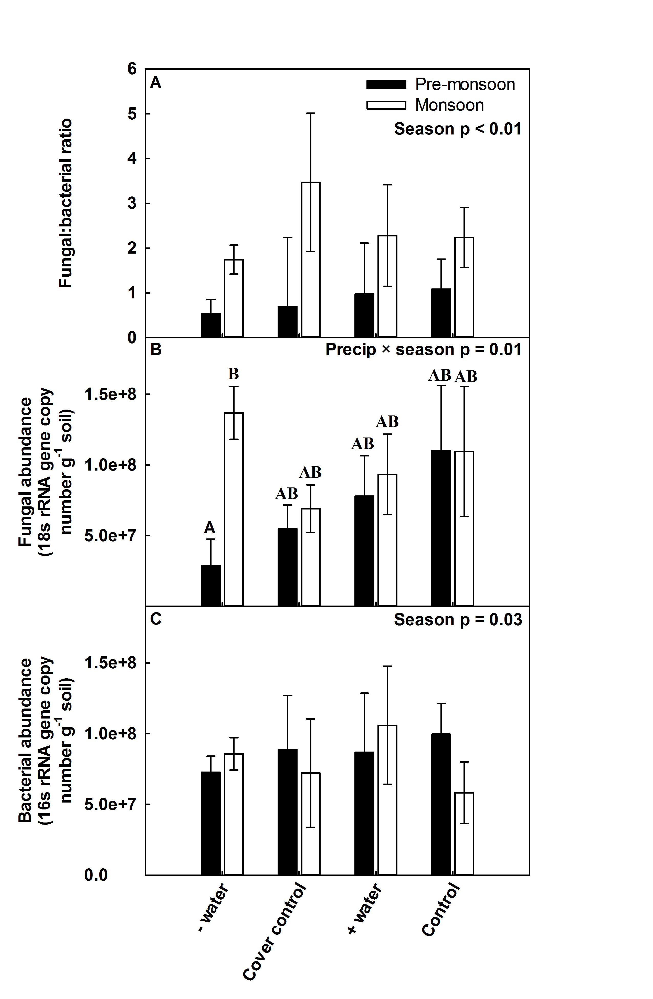 6
A
Pre-monsoon
Monsoon
Season p < 0.01
5
4
3
2
1
0
Fungal:bacterial ratio
B
Precip × season p = 0.01
B
AB
AB
1.5e+8
AB
AB
1.0e+8
AB
AB
A
5.0e+7
Fungal abundance
(18s rRNA gene copy
number g-1 soil)
C
Season p = 0.03
1.5e+8
1.0e+8
5.0e+7
0.0
Bacterial abundance
(16s rRNA gene copy
number g-1 soil)
- water
Cover control
+ water
Control